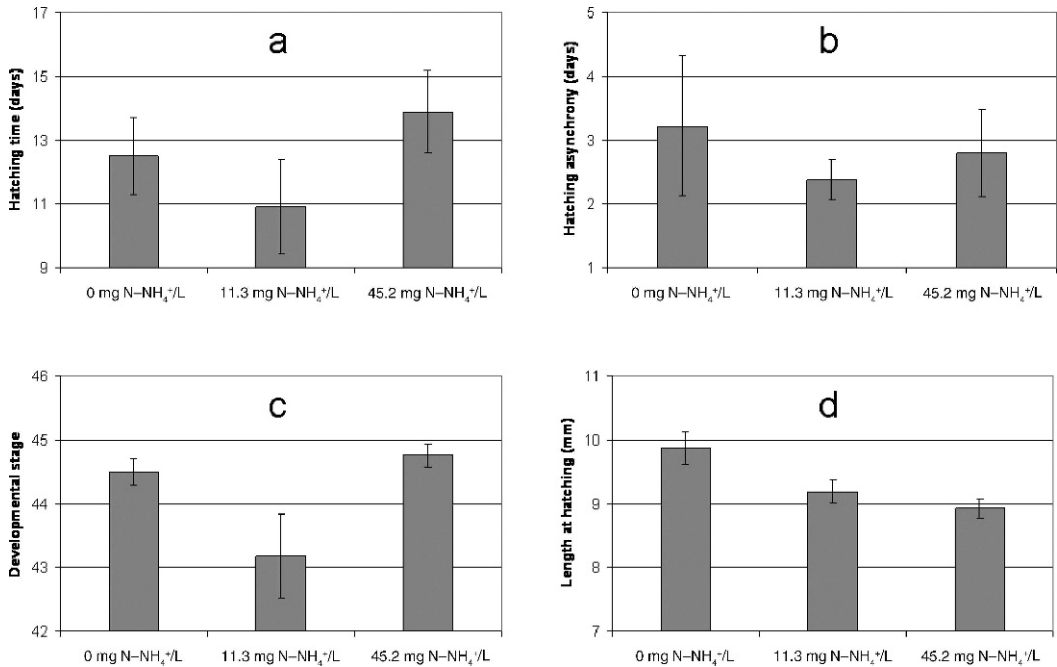 a
Hatching time (days)
17
15
13
11
9
0 mg N–NH₄⁺/L 11.3 mg N–NH₄⁺/L 45.2 mg N–NH₄⁺/L
b
Hatching asynchrony (days)
5
4
3
2
1
0 mg N–NH₄⁺/L 11.3 mg N–NH₄⁺/L 45.2 mg N–NH₄⁺/L
c
Developmental stage
46
45
44
43
42
0 mg N–NH₄⁺/L 11.3 mg N–NH₄⁺/L 45.2 mg N–NH₄⁺/L
d
Length at hatching (mm)
11
10
9
8
7
0 mg N–NH₄⁺/L 11.3 mg N–NH₄⁺/L 45.2 mg N–NH₄⁺/L